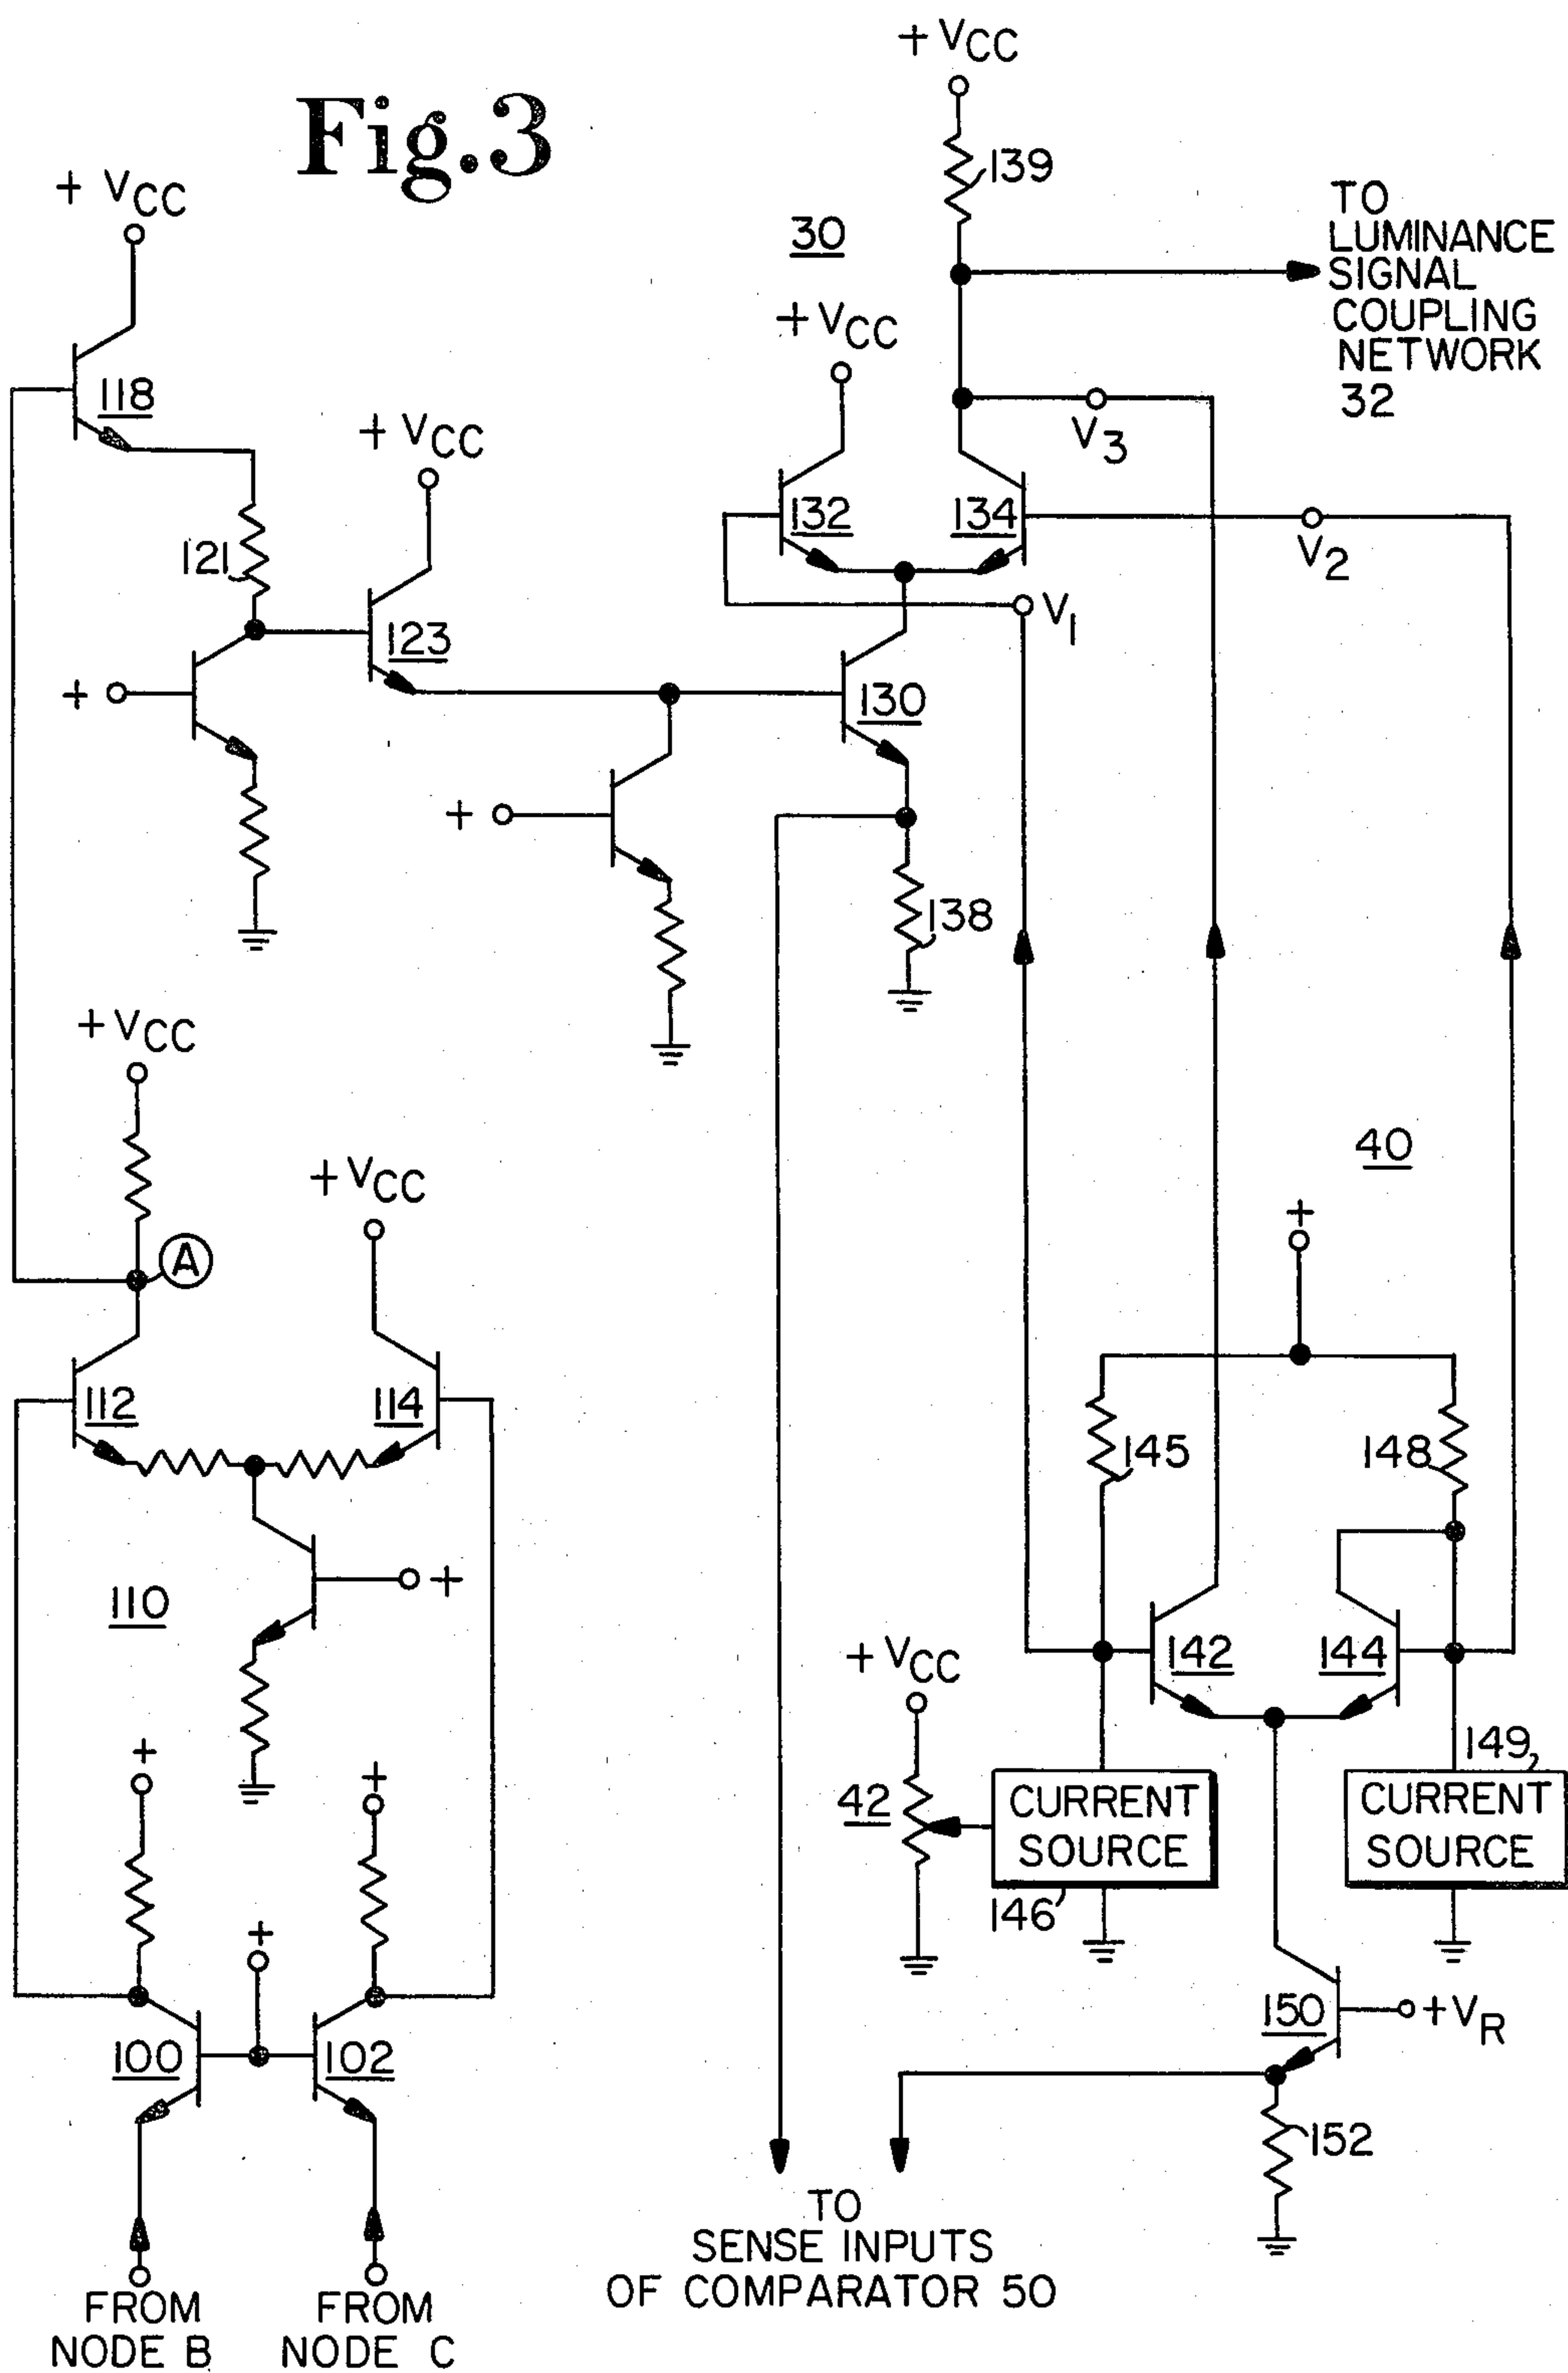 Fig.3
+ VCC
139
30
TO
LUMINANCE
SIGNAL
COUPLING
NETWORK
32
+ VCC
+ VCC
118
+ VCC
V3
132
134
V2
121
V1
123
+
130
+
138
+ VCC
40
+ VCC
+
A
112
114
145
148
+
110
+ VCC
142
144
149
+
+
42
CURRENT
SOURCE
CURRENT
SOURCE
146
+
150
+VR
100
102
152
TO
SENSE INPUTS
OF COMPARATOR 50
FROM
NODE B
FROM
NODE C